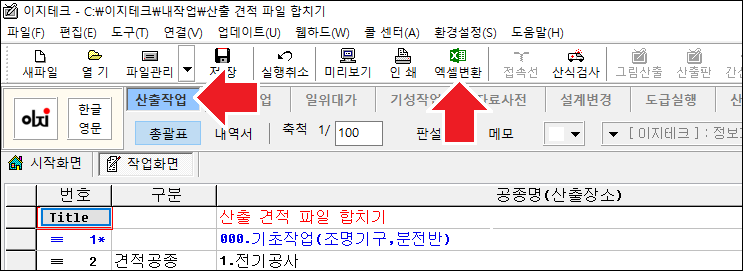 이지테크 - C:₩이지테크₩내작업₩산출 견적 파일 합치기
파일(F) 편집(E) 도구(T) 연결(V) 업데이트(U) 웹하드(W) 콜 센터(A) 환경설정(S) 도움말(H)
새파일 열 기 파일관리 저 장 실행취소 미리보기 인 쇄 엑셀변환 접속선 산식검사 그림산출 산출판
산출작업 업 일위대가 기성작업 자료사전 설계변경 도급실행
이지 한글
영문
총괄표 내역서 축척 1/ 100 판설 메모 [ 이지테크 ] : 정보
시작화면 작업화면
번호 구분 공종명(산출장소)
Title 산출 견적 파일 합치기
1* 000.기초작업(조명기구,분전반)
2 견적공종 1.전기공사